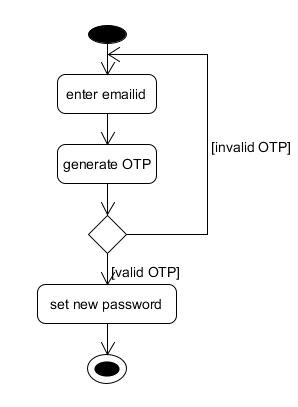 enter emailid
generate OTP
[invalid OTP]
[valid OTP]
set new password